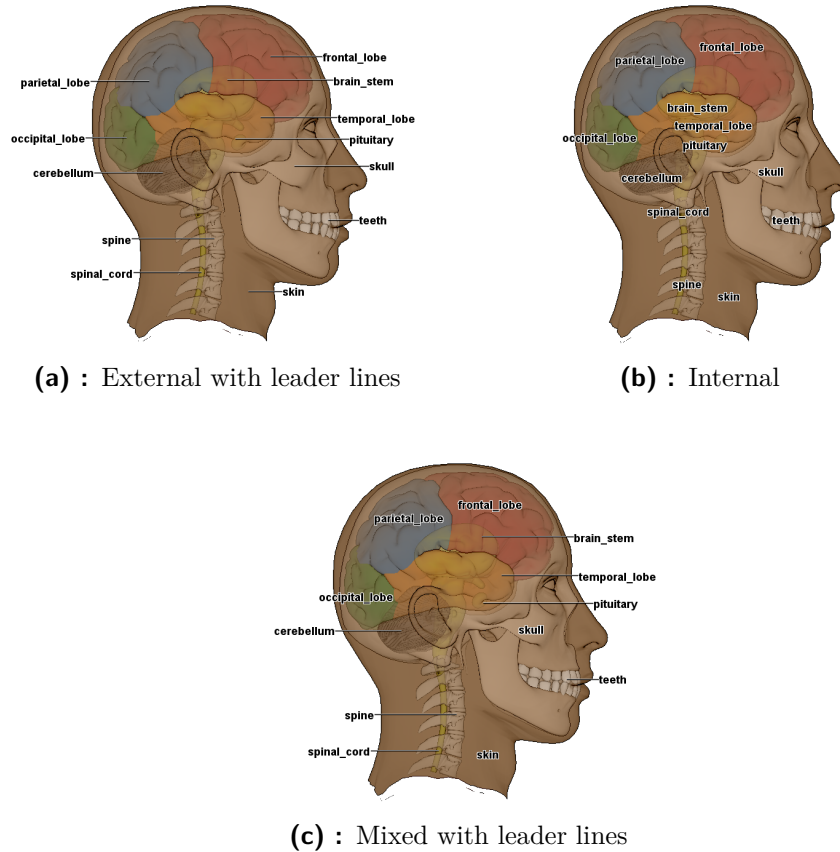 frontal_lobe
parietal_lobe
brain_stem
temporal_lobe
occipital_lobe
pituitary
cerebellum
skull
teeth
spine
spinal_cord
skin
(a) : External with leader lines
frontal_lobe
parietal_lobe
brain_stem
temporal_lobe
occipital_lobe
pituitary
skull
cerebellum
spinal_cord
teeth
spine
skin
(b) : Internal
frontal_lobe
parietal_lobe
brain_stem
temporal_lobe
occipital_lobe
pituitary
cerebellum
skull
teeth
spine
spinal_cord
skin
(c) : Mixed with leader lines